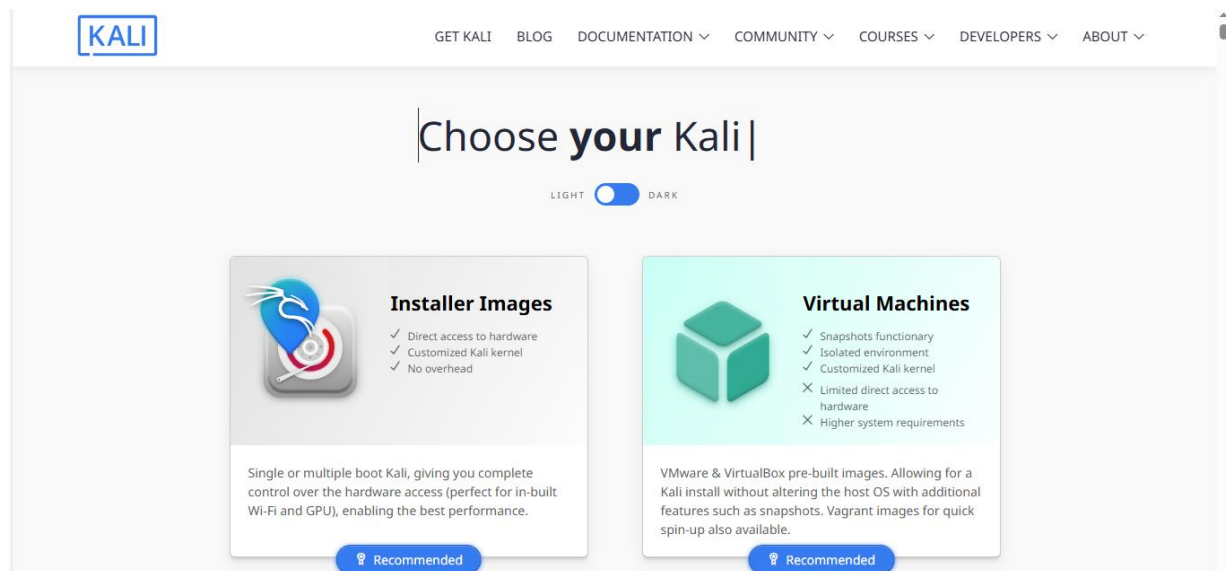 KALI
GET KALI BLOG DOCUMENTATION COMMUNITY COURSES DEVELOPERS ABOUT
Choose your Kali|
LIGHT DARK
Installer Images
Direct access to hardware
Customized Kali kernel
No overhead
Single or multiple boot Kali, giving you complete
control over the hardware access (perfect for in-built
Wi-Fi and GPU), enabling the best performance.
Recommended
Virtual Machines
Snapshots functionary
Isolated environment
Customized Kali kernel
Limited direct access to
hardware
Higher system requirements
VMware & VirtualBox pre-built images. Allowing for a
Kali install without altering the host OS with additional
features such as snapshots. Vagrant images for quick
spin-up also available.
Recommended